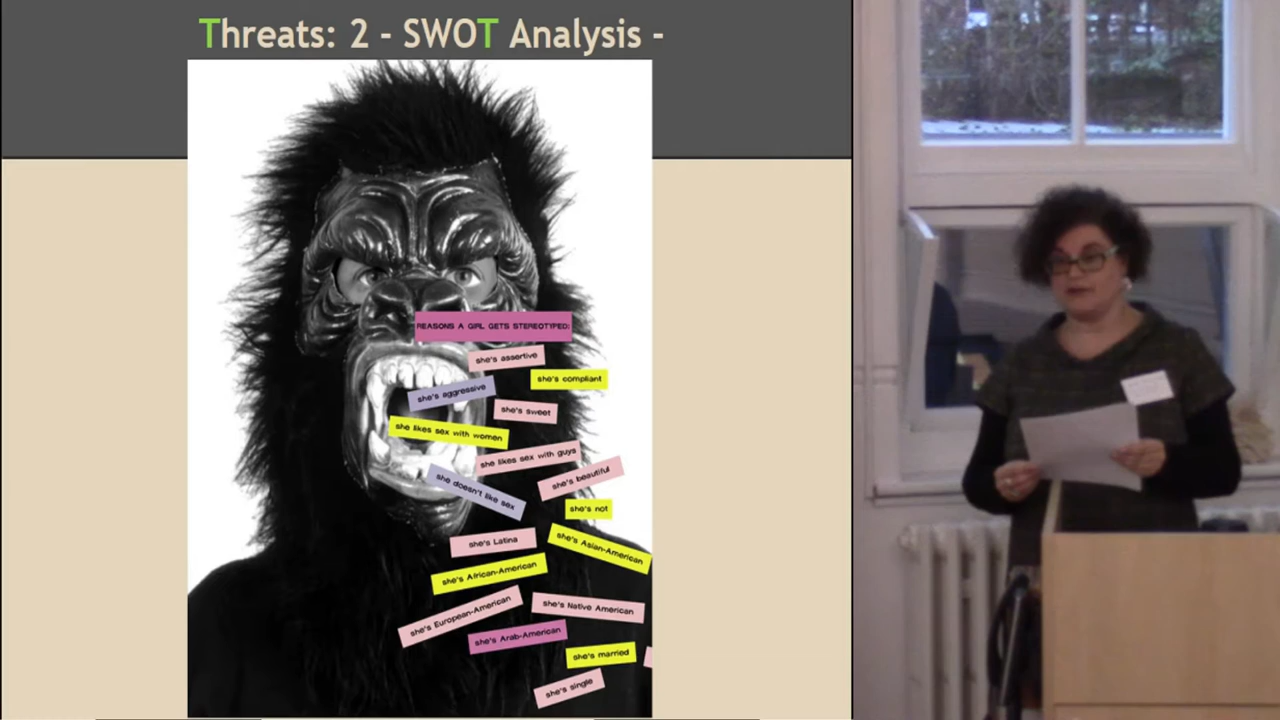 Threats: 2 - SWOT Analysis -
REASONS A GIRL GETS STEREOTYPED:
she's assertive
she's compliant
she's aggressive
she's sweet
she likes sex with women
she likes sex with guys
she's beautiful
she doesn't like sex
she's not
she's Latina
she's Asian-American
she's African-American
she's European-American
she's Native American
she's Arab-American
she's married
she's single